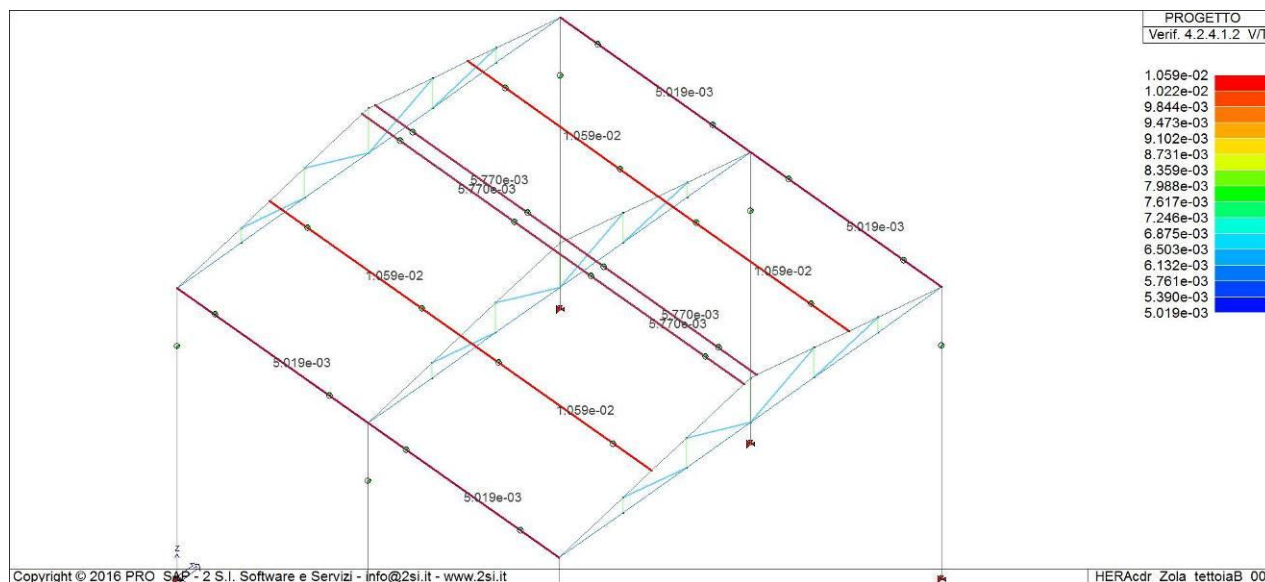 PROGETTO
Verif. 4.2.4.1.2 V/T
1.059e-02
1.022e-02
9.844e-03
9.473e-03
9.102e-03
8.731e-03
8.359e-03
7.988e-03
7.617e-03
7.246e-03
6.875e-03
6.503e-03
6.132e-03
5.761e-03
5.390e-03
5.019e-03
5.019e-03
1.059e-02
5.770e-03
5.770e-03
5.019e-03
1.059e-02
1.059e-02
5.770e-03
5.770e-03
5.019e-03
1.059e-02
5.019e-03
Z
Copyright © 2016 PRO_SAP - 2 S.I. Software e Servizi - info@2si.it - www.2si.it
HERAcdr_Zola_tettoiaB_00